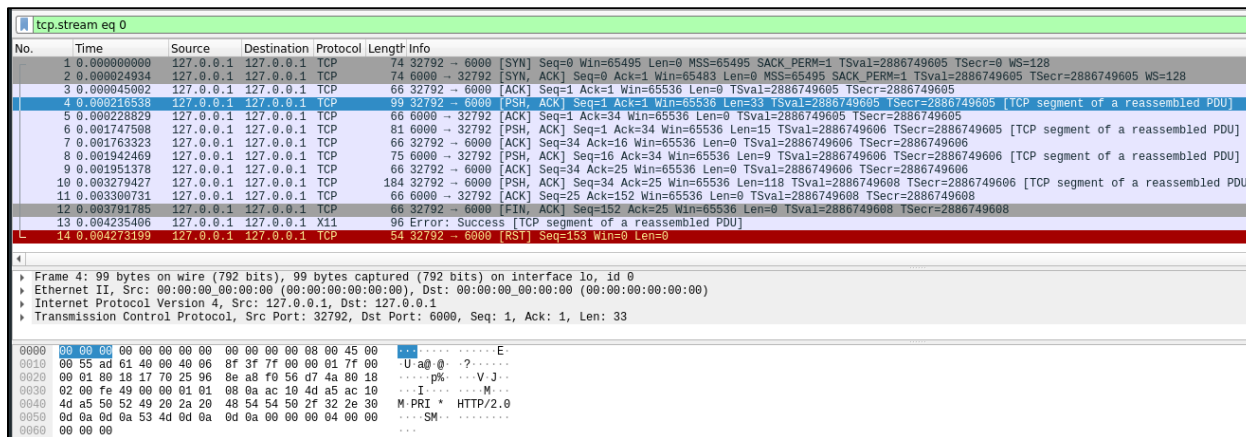 tcp.stream eq 0
No. Time Source Destination Protocol Length Info
1 0.000000000 127.0.0.1 127.0.0.1 TCP 74 32792 → 6000 [SYN] Seq=0 Win=65495 Len=0 MSS=65495 SACK_PERM=1 TSval=2886749605 TSecr=0 WS=128
2 0.000024934 127.0.0.1 127.0.0.1 TCP 74 6000 → 32792 [SYN, ACK] Seq=0 Ack=1 Win=65483 Len=0 MSS=65495 SACK_PERM=1 TSval=2886749605 TSecr=2886749605 WS=128
3 0.000045002 127.0.0.1 127.0.0.1 TCP 66 32792 → 6000 [ACK] Seq=1 Ack=1 Win=65536 Len=0 TSval=2886749605 TSecr=2886749605
4 0.000216538 127.0.0.1 127.0.0.1 TCP 99 32792 → 6000 [PSH, ACK] Seq=1 Ack=1 Win=65536 Len=33 TSval=2886749605 TSecr=2886749605 [TCP segment of a reassembled PDU]
5 0.000228829 127.0.0.1 127.0.0.1 TCP 66 6000 → 32792 [ACK] Seq=1 Ack=34 Win=65536 Len=0 TSval=2886749605 TSecr=2886749605
6 0.001747508 127.0.0.1 127.0.0.1 TCP 81 6000 → 32792 [PSH, ACK] Seq=1 Ack=34 Win=65536 Len=15 TSval=2886749606 TSecr=2886749605 [TCP segment of a reassembled PDU]
7 0.001763323 127.0.0.1 127.0.0.1 TCP 66 32792 → 6000 [ACK] Seq=34 Ack=16 Win=65536 Len=0 TSval=2886749606 TSecr=2886749606
8 0.001942469 127.0.0.1 127.0.0.1 TCP 75 6000 → 32792 [PSH, ACK] Seq=16 Ack=34 Win=65536 Len=9 TSval=2886749606 TSecr=2886749606 [TCP segment of a reassembled PDU]
9 0.001951378 127.0.0.1 127.0.0.1 TCP 66 32792 → 6000 [ACK] Seq=34 Ack=25 Win=65536 Len=0 TSval=2886749606 TSecr=2886749606
10 0.003279427 127.0.0.1 127.0.0.1 TCP 184 32792 → 6000 [PSH, ACK] Seq=34 Ack=25 Win=65536 Len=118 TSval=2886749608 TSecr=2886749606 [TCP segment of a reassembled PDU
11 0.003300731 127.0.0.1 127.0.0.1 TCP 66 6000 → 32792 [ACK] Seq=25 Ack=152 Win=65536 Len=0 TSval=2886749608 TSecr=2886749608
12 0.003791785 127.0.0.1 127.0.0.1 TCP 66 32792 → 6000 [FIN, ACK] Seq=152 Ack=25 Win=65536 Len=0 TSval=2886749608 TSecr=2886749608
13 0.004235406 127.0.0.1 127.0.0.1 X11 96 Error: Success [TCP segment of a reassembled PDU]
14 0.004273199 127.0.0.1 127.0.0.1 TCP 54 32792 → 6000 [RST] Seq=153 Win=0 Len=0
Frame 4: 99 bytes on wire (792 bits), 99 bytes captured (792 bits) on interface lo, id 0
Ethernet II, Src: 00:00:00_00:00:00 (00:00:00:00:00:00), Dst: 00:00:00_00:00:00 (00:00:00:00:00:00)
Internet Protocol Version 4, Src: 127.0.0.1, Dst: 127.0.0.1
Transmission Control Protocol, Src Port: 32792, Dst Port: 6000, Seq: 1, Ack: 1, Len: 33
0000 00 00 00 00 00 00 00 00 00 00 00 00 08 00 45 00 ··· ····· ······E·
0010 00 55 ad 61 40 00 40 06 8f 3f 7f 00 00 01 7f 00 ·U·a@·@· ·?······
0020 00 01 80 18 17 70 25 96 8e a8 f0 56 d7 4a 80 18 ·····p%· ···V·J··
0030 02 00 fe 49 00 00 01 01 08 0a ac 10 4d a5 ac 10 ···I···· ····M···
0040 4d a5 50 52 49 20 2a 20 48 54 54 50 2f 32 2e 30 M·PRI * HTTP/2.0
0050 0d 0a 0d 0a 53 4d 0d 0a 0d 0a 00 00 00 04 00 00 ····SM·· ········
0060 00 00 00 ···